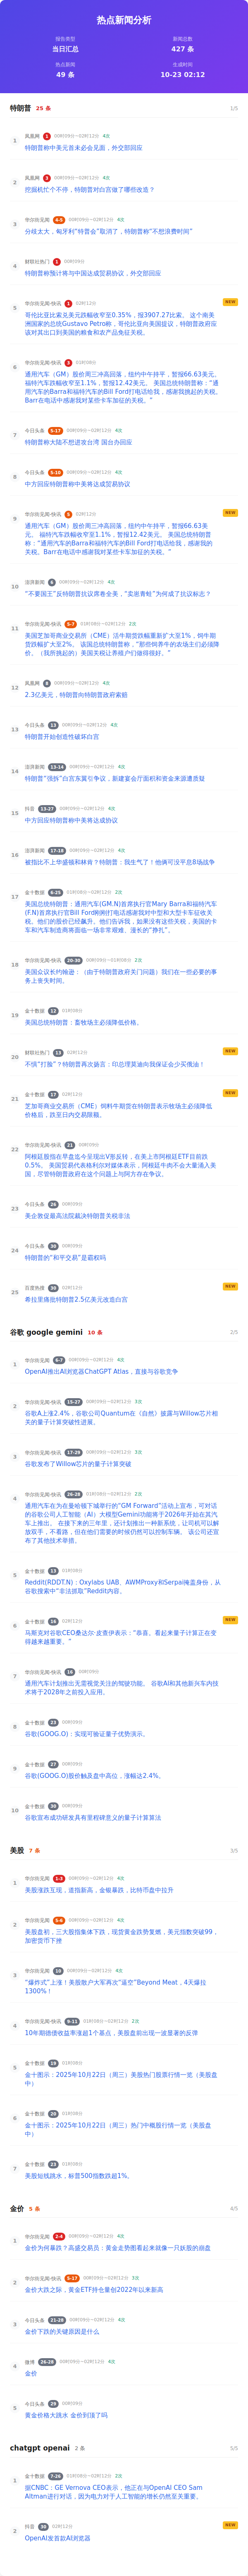 热点新闻分析
报告类型
当日汇总
新闻总数
427 条
热点新闻
49 条
生成时间
10-23 02:12
特朗普 25 条 1/5
1
凤凰网 1 00时09分~02时12分 4次
特朗普称中美元首未必会见面，外交部回应
2
凤凰网 3 00时09分~02时12分 4次
挖掘机忙个不停，特朗普对白宫做了哪些改造？
3
华尔街见闻 4-5 00时09分~02时12分 4次
分歧太大，匈牙利“特普会”取消了，特朗普称“不想浪费时间”
4
财联社热门 1 00时09分
特朗普称预计将与中国达成贸易协议，外交部回应
5
华尔街见闻-快讯 1 02时12分 NEW
哥伦比亚比索兑美元跌幅收窄至0.35%，报3907.27比索。 这个南美
洲国家的总统Gustavo Petro称，哥伦比亚向美国提议，特朗普政府应
该对其出口到美国的粮食和农产品免征关税。
6
华尔街见闻-快讯 3 01时08分
通用汽车（GM）股价周三冲高回落，纽约中午持平，暂报66.63美元。
福特汽车跌幅收窄至1.1%，暂报12.42美元。 美国总统特朗普：“通
用汽车的Barra和福特汽车的Bill Ford打电话给我，感谢我挑起的关税。
Barr在电话中感谢我对某些卡车加征的关税。”
7
今日头条 5-17 00时09分~02时12分 4次
特朗普称大陆不想进攻台湾 国台办回应
8
今日头条 5-10 00时09分~02时12分 4次
中方回应特朗普称中美将达成贸易协议
9
华尔街见闻-快讯 5 02时12分 NEW
通用汽车（GM）股价周三冲高回落，纽约中午持平，暂报66.63美
元。 福特汽车跌幅收窄至1.1%，暂报12.42美元。 美国总统特朗
普：“通用汽车的Barra和福特汽车的Bill Ford打电话给我，感谢我的
关税。Barr在电话中感谢我对某些卡车加征的关税。”
10
澎湃新闻 6 00时09分~02时12分 4次
“不要国王”反特朗普抗议席卷全美，“卖崽青蛙”为何成了抗议标志？
11
华尔街见闻-快讯 5-7 01时08分~02时12分 2次
美国芝加哥商业交易所（CME）活牛期货跌幅重新扩大至1%，饲牛期
货跌幅扩大至2%。 该国总统特朗普称，“那些饲养牛的农场主们必须降
价。（我所挑起的）美国关税让养殖户们做得很好。”
12
凤凰网 8 00时09分~02时12分 4次
2.3亿美元，特朗普向特朗普政府索赔
13
今日头条 13 00时09分~02时12分 4次
特朗普开始创造性破坏白宫
14
澎湃新闻 13-14 00时09分~02时12分 4次
特朗普“强拆”白宫东翼引争议，新建宴会厅面积和资金来源遭质疑
15
抖音 13-27 00时09分~02时12分 4次
中方回应特朗普称中美将达成协议
16
澎湃新闻 17-18 00时09分~02时12分 4次
被指比不上华盛顿和林肯？特朗普：我生气了！他俩可没平息8场战争
17
金十数据 6-25 01时08分~02时12分 2次
美国总统特朗普：通用汽车(GM.N)首席执行官Mary Barra和福特汽车
(F.N)首席执行官Bill Ford刚刚打电话感谢我对中型和大型卡车征收关
税。他们的股价已经飙升。他们告诉我，如果没有这些关税，美国的卡
车和汽车制造商将面临一场非常艰难、漫长的“挣扎”。
18
华尔街见闻-快讯 20-30 00时09分~01时08分 2次
美国众议长约翰逊：（由于特朗普政府关门问题）我们在一些必要的事
务上丧失时间。
19
金十数据 12 01时08分
美国总统特朗普：畜牧场主必须降低价格。
20
财联社热门 13 02时12分 NEW
不惧“打脸”？特朗普再次扬言：印总理莫迪向我保证会少买俄油！
21
金十数据 17 02时12分 NEW
芝加哥商业交易所（CME）饲料牛期货在特朗普表示牧场主必须降低价
格后，跌至日内交易限额。
22
华尔街见闻-快讯 21 00时09分
阿根廷股指在早盘迄今呈现出V形反转，在美上市阿根廷ETF目前跌
0.5%。 美国贸易代表格利尔对媒体表示，阿根廷牛肉不会大量涌入美
国，尽管特朗普政府在这个问题上与阿方存在争议。
23
今日头条 26 00时09分
美企敦促最高法院裁决特朗普关税非法
24
今日头条 30 00时09分
特朗普的“和平交易”是霸权吗
25
百度热搜 30 02时12分 NEW
希拉里痛批特朗普2.5亿美元改造白宫
谷歌 google gemini 10 条 2/5
1
华尔街见闻 6-7 00时09分~02时12分 4次
OpenAI推出AI浏览器ChatGPT Atlas，直接与谷歌竞争
2
华尔街见闻-快讯 15-27 00时09分~02时12分 3次
谷歌A上涨2.4%，谷歌公司Quantum在《自然》披露与Willow芯片相
关的量子计算突破性进展。
3
华尔街见闻-快讯 17-29 00时09分~02时12分 3次
谷歌发布了Willow芯片的量子计算突破
4
华尔街见闻-快讯 26-28 01时08分~02时12分 2次
通用汽车在为在曼哈顿下城举行的“GM Forward”活动上宣布，可对话
的谷歌公司人工智能（AI）大模型Gemini功能将于2026年开始在其汽
车上推出。 在接下来的三年里，还计划推出一种新系统，让司机可以解
放双手，不看路，但在他们需要的时候仍然可以控制车辆。 该公司还宣
布了其他技术举措。
5
金十数据 13 01时08分
Reddit(RDDT.N)：Oxylabs UAB、AWMProxy和Serpai掩盖身份，从
谷歌搜索中“非法抓取”Reddit内容。
6
金十数据 16 02时12分 NEW
马斯克对谷歌CEO桑达尔·皮查伊表示：“恭喜。看起来量子计算正在变
得越来越重要。”
7
华尔街见闻-快讯 16 00时09分
通用汽车计划推出无需视觉关注的驾驶功能。 谷歌AI和其他新兴车内技
术将于2028年之前投入应用。
8
金十数据 23 00时09分
谷歌(GOOG.O)：实现可验证量子优势演示。
9
金十数据 27 00时09分
谷歌(GOOG.O)股价触及盘中高位，涨幅达2.4%。
10
金十数据 30 00时09分
谷歌宣布成功研发具有里程碑意义的量子计算算法
美股 7 条 3/5
1
华尔街见闻 1-3 00时09分~02时12分 4次
美股涨跌互现，道指新高，金银暴跌，比特币盘中拉升
2
华尔街见闻 5-6 00时09分~02时12分 4次
美股盘初，三大股指集体下跌，现货黄金跌势复燃，美元指数突破99，
加密货币下挫
3
华尔街见闻 10 00时09分~02时12分 4次
“爆炸式”上涨！美股散户大军再次“逼空”Beyond Meat，4天爆拉
1300%！
4
华尔街见闻-快讯 9-11 01时08分~02时12分 2次
10年期德债收益率涨超1个基点，美股盘前出现一波显著的反弹
5
金十数据 19 01时08分
金十图示：2025年10月22日（周三）美股热门股票行情一览（美股盘
中）
6
金十数据 20 01时08分
金十图示：2025年10月22日（周三）热门中概股行情一览（美股盘
中）
7
金十数据 23 01时08分
美股短线跳水，标普500指数跌超1%。
金价 5 条 4/5
1
华尔街见闻 2-4 00时09分~02时12分 4次
金价为何暴跌？高盛交易员：黄金走势图看起来就像一只妖股的崩盘
2
华尔街见闻-快讯 5-17 00时09分~02时12分 3次
金价大跌之际，黄金ETF持仓量创2022年以来新高
3
今日头条 21-28 00时09分~02时12分 4次
金价下跌的关键原因是什么
4
微博 26-28 00时09分~02时12分 4次
金价
5
今日头条 29 00时09分
黄金价格大跳水 金价到顶了吗
chatgpt openai 2 条 5/5
1
金十数据 7-26 01时08分~02时12分 2次
据CNBC：GE Vernova CEO表示，他正在与OpenAI CEO Sam
Altman进行对话，因为电力对于人工智能的增长仍然至关重要。
2
抖音 30 02时12分 NEW
OpenAI发首款AI浏览器